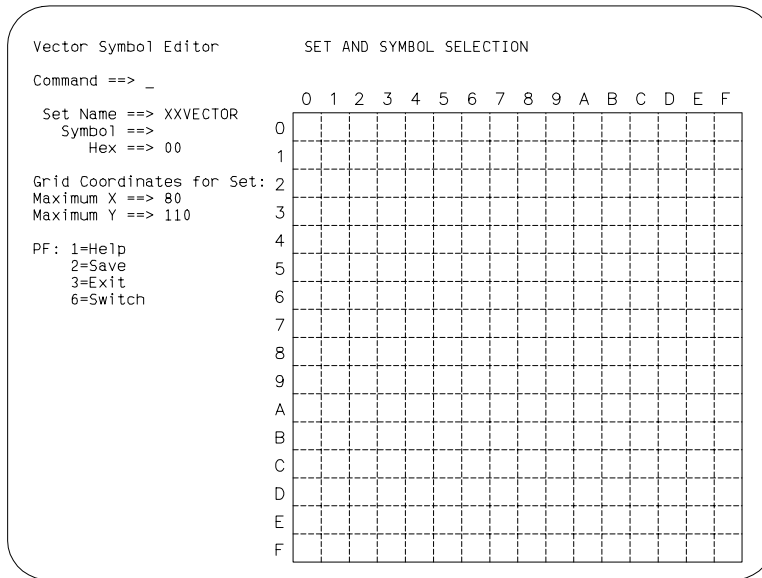 Vector Symbol Editor SET AND SYMBOL SELECTION
Command ==> _
0 1 2 3 4 5 6 7 8 9 A B C D E F
Set Name ==> XXVECTOR
Symbol ==>
Hex ==> 00
Grid Coordinates for Set:
Maximum X ==> 80
Maximum Y ==> 110
PF: 1=Help
2=Save
3=Exit
6=Switch
0
1
2
3
4
5
6
7
8
9
A
B
C
D
E
F